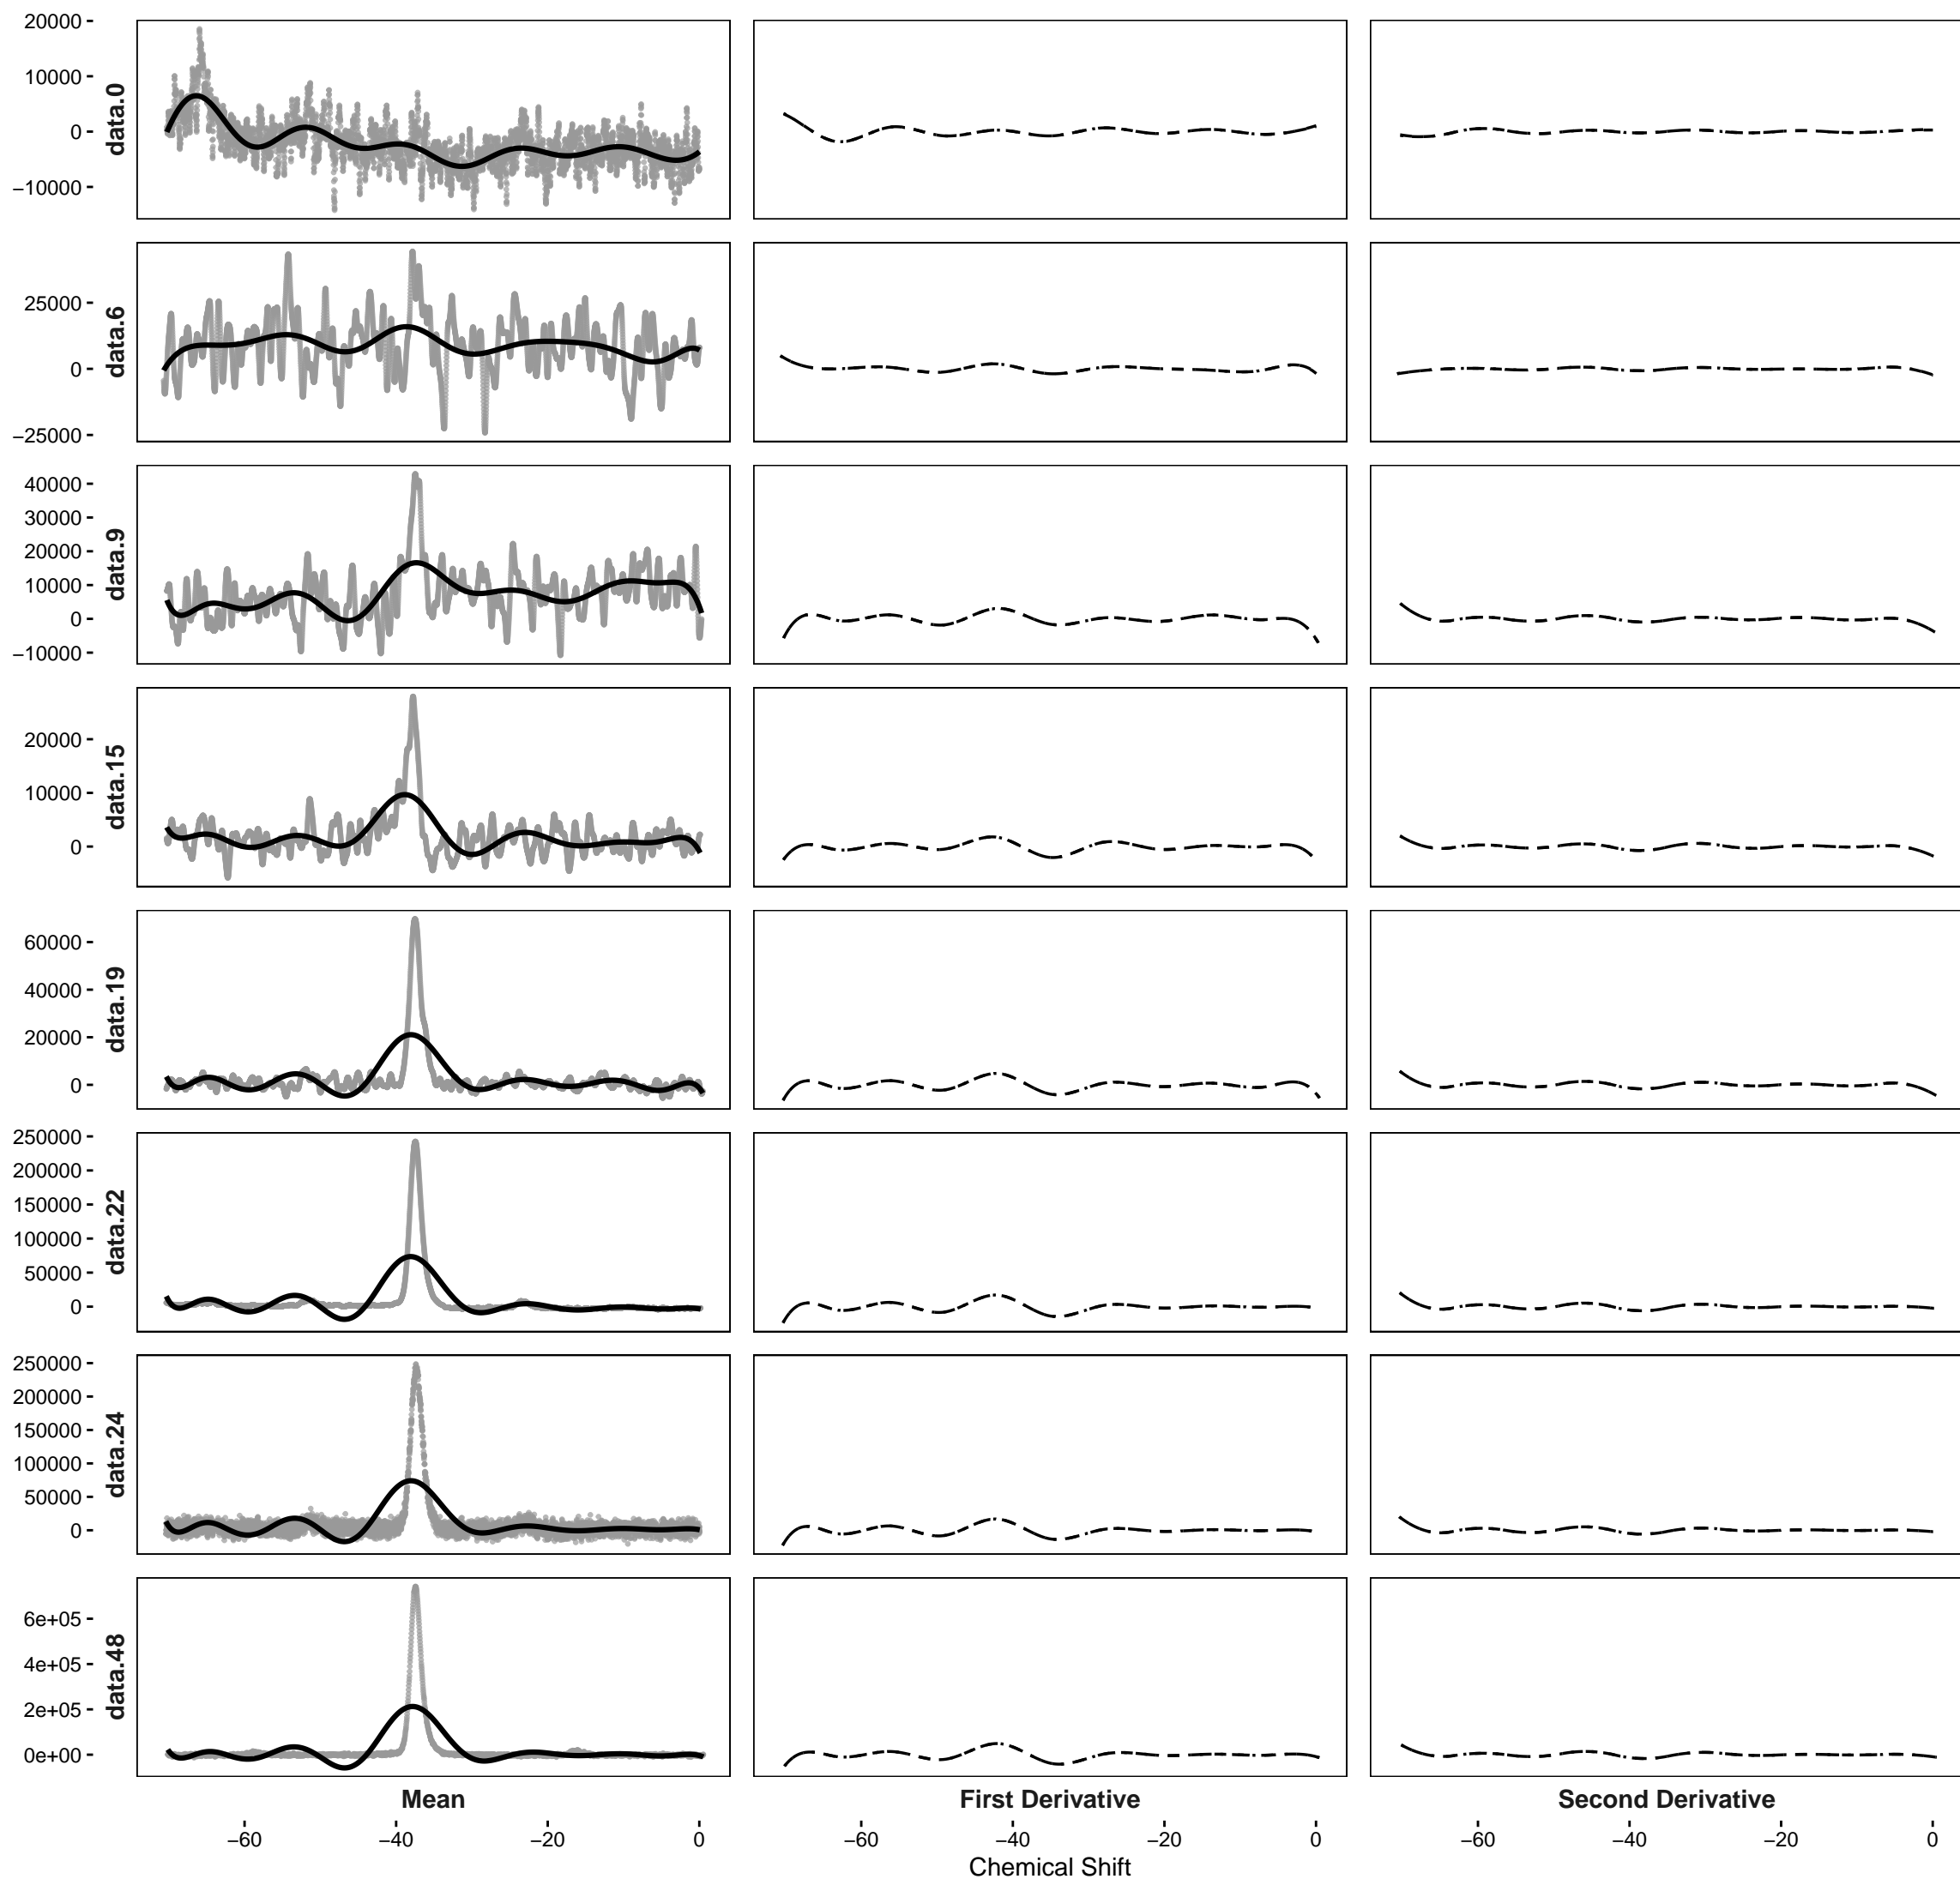 20000
10000
0
−10000
data.0
25000
0
−25000
data.6
40000
30000
20000
10000
0
−10000
data.9
20000
10000
0
data.15
60000
40000
20000
0
data.19
250000
200000
150000
100000
50000
0
data.22
250000
200000
150000
100000
50000
0
data.24
6e+05
4e+05
2e+05
0e+00
data.48
Mean First Derivative Second Derivative
−60 −40 −20 0 −60 −40 −20 0 −60 −40 −20 0
Chemical Shift